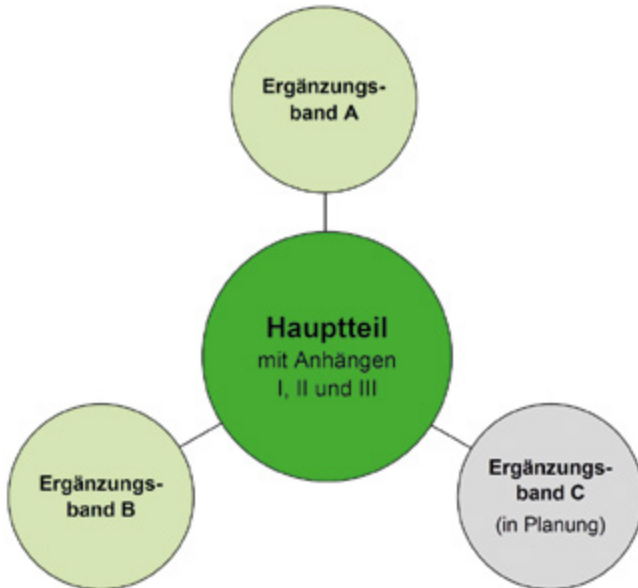 Ergänzungs-
band A
Hauptteil
mit Anhängen
I, II und III
Ergänzungs-
band B
Ergänzungs-
band C
(in Planung)